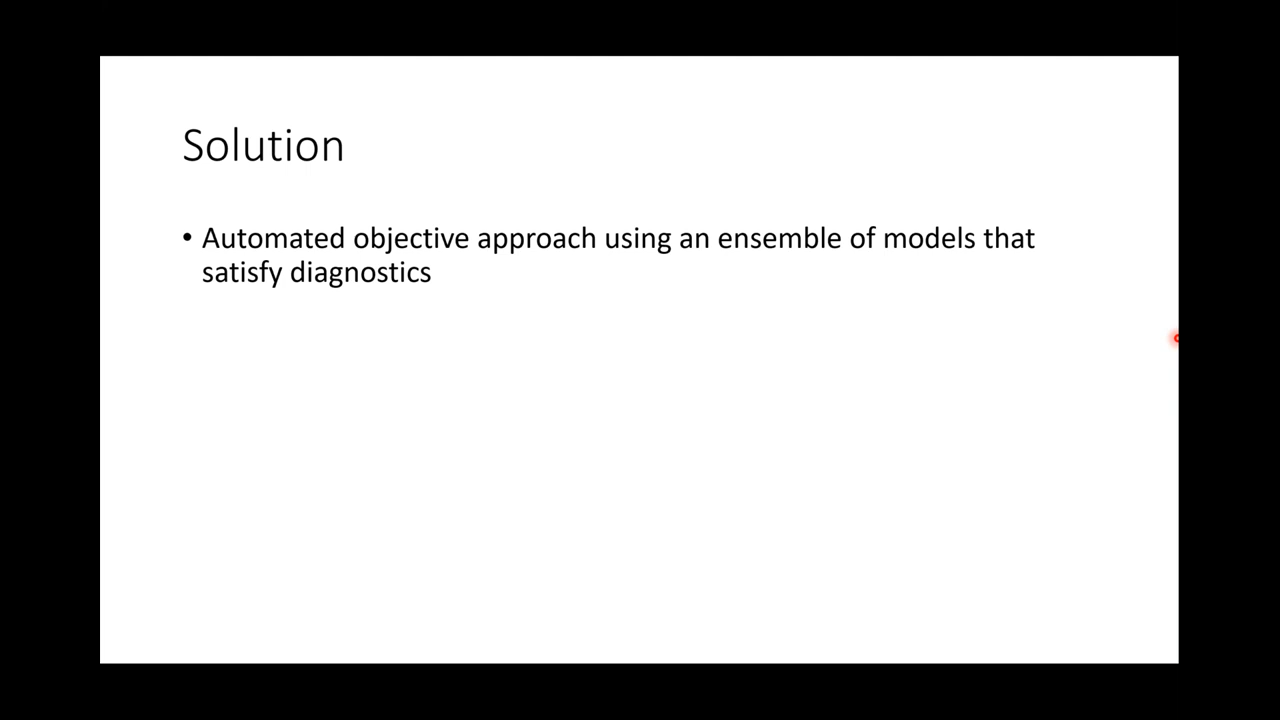 Solution
• Automated objective approach using an ensemble of models that
satisfy diagnostics